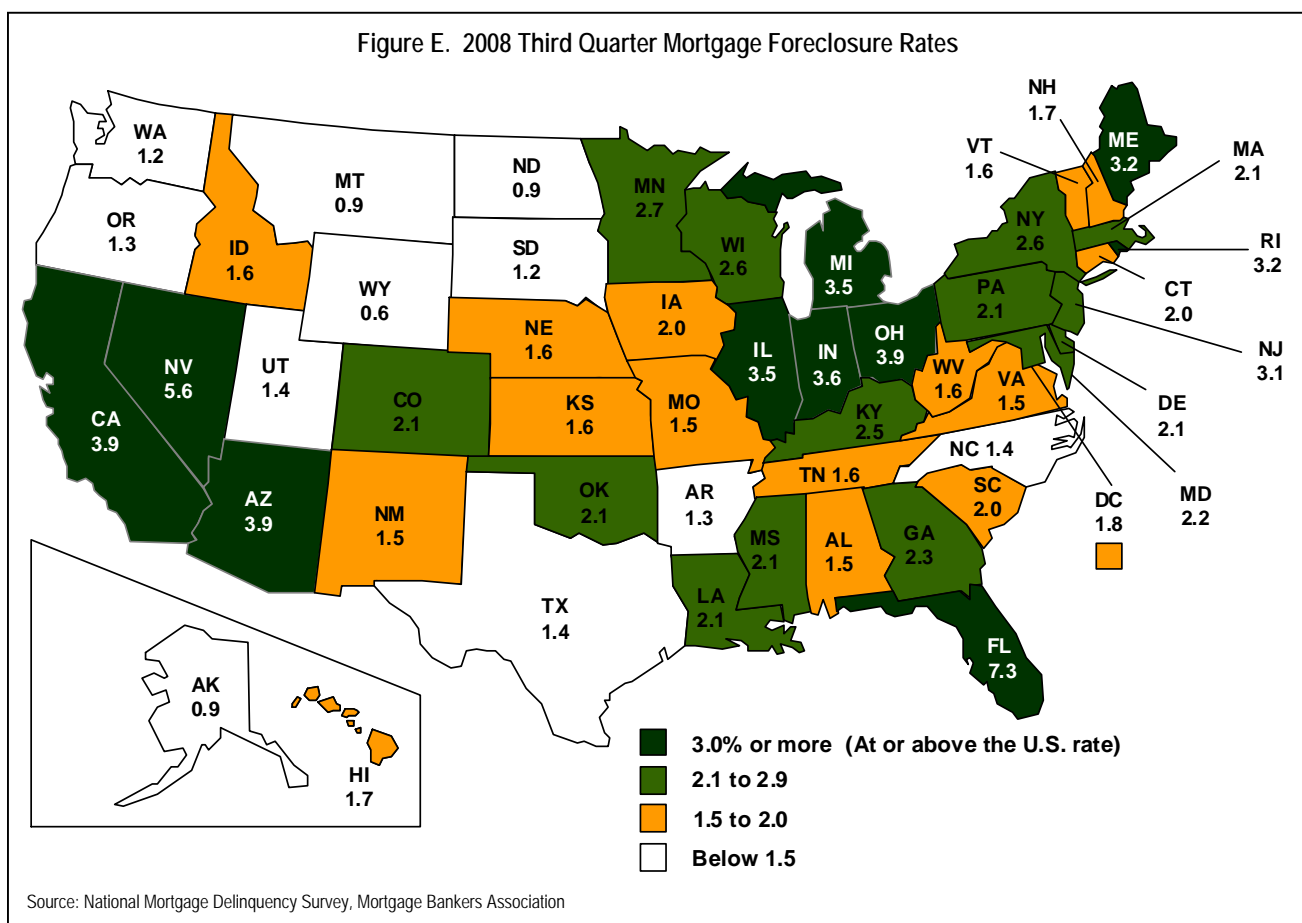 Figure E. 2008 Third Quarter Mortgage Foreclosure Rates
WA
1.2
OR
1.3
ID
1.6
MT
0.9
WY
0.6
ND
0.9
SD
1.2
NE
1.6
KS
1.6
MN
2.7
WI
2.6
IA
2.0
MO
1.5
IL
3.5
IN
3.6
MI
3.5
OH
3.9
KY
2.5
CA
3.9
NV
5.6
UT
1.4
CO
2.1
AZ
3.9
NM
1.5
OK
2.1
TX
1.4
AR
1.3
LA
2.1
MS
2.1
AL
1.5
GA
2.3
FL
7.3
SC
2.0
NC 1.4
TN 1.6
WV
1.6
VA
1.5
PA
2.1
NY
2.6
VT
1.6
NH
1.7
ME
3.2
MA
2.1
RI
3.2
CT
2.0
NJ
3.1
DE
2.1
MD
2.2
DC
1.8
AK
0.9
HI
1.7
3.0% or more (At or above the U.S. rate)
2.1 to 2.9
1.5 to 2.0
Below 1.5
Source: National Mortgage Delinquency Survey, Mortgage Bankers Association